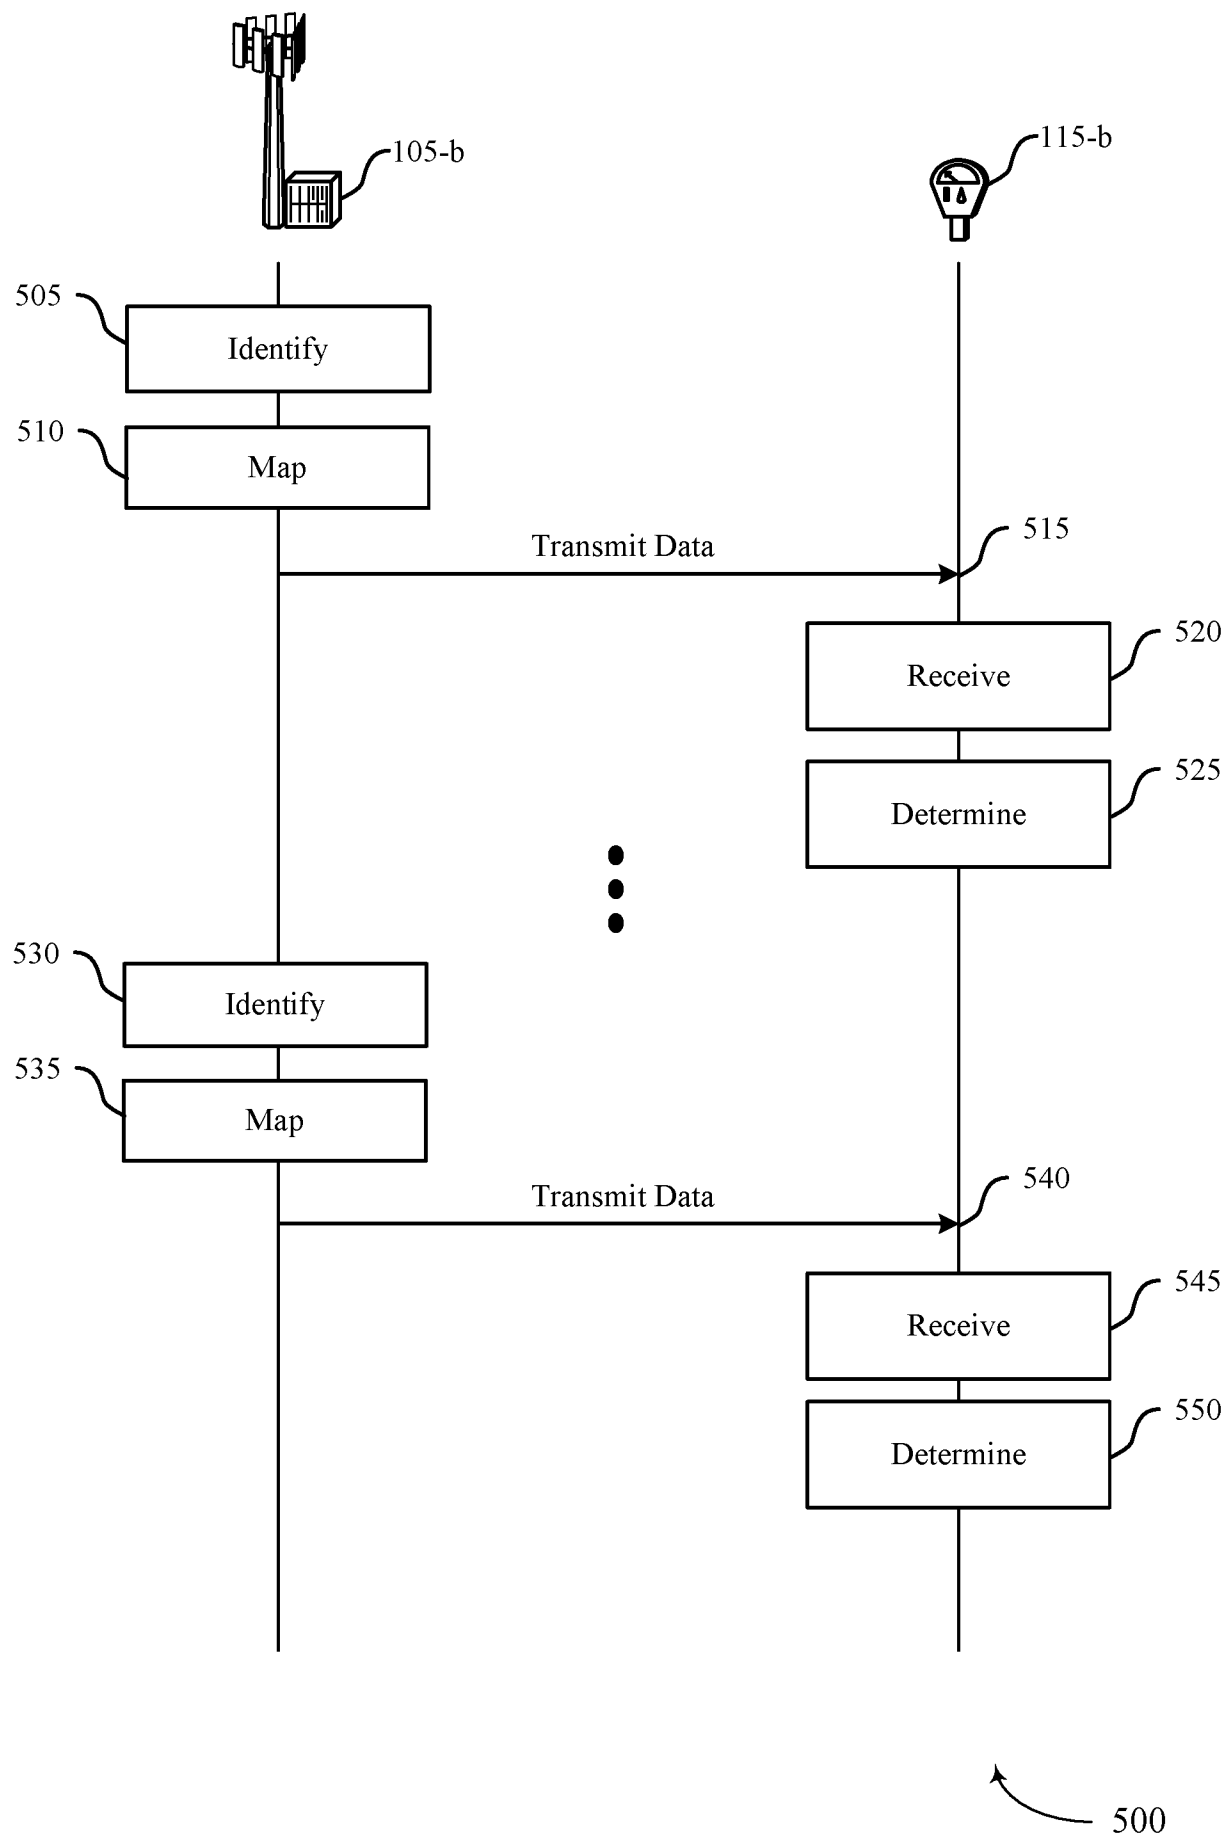 105-b
115-b
505
Identify
510
Map
Transmit Data
515
520
Receive
525
Determine
530
Identify
535
Map
Transmit Data
540
545
Receive
550
Determine
500